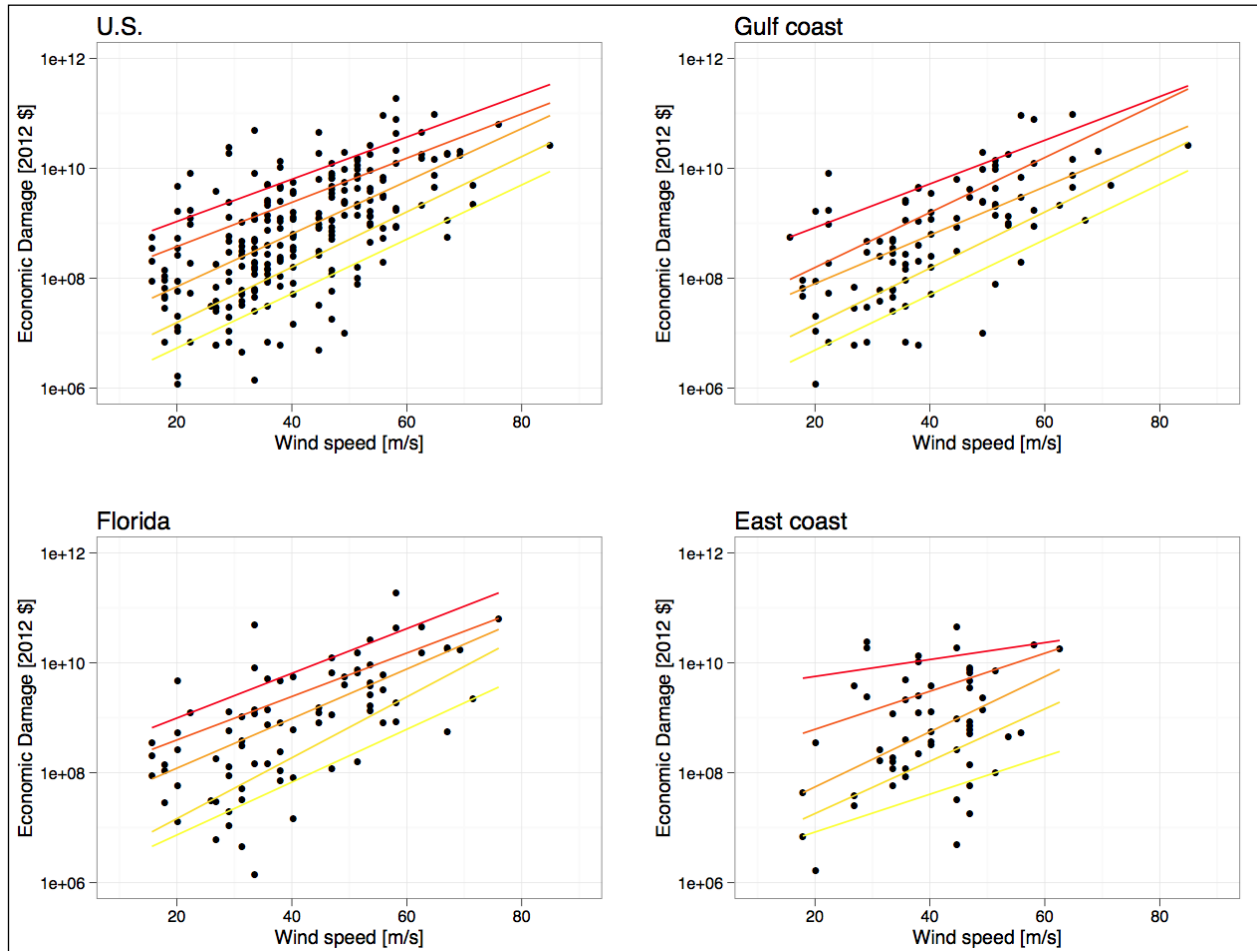 U.S.
1e+12
1e+10
1e+08
1e+06
Economic Damage [2012 $]
20 40 60 80
Wind speed [m/s]
Gulf coast
1e+12
1e+10
1e+08
1e+06
Economic Damage [2012 $]
20 40 60 80
Wind speed [m/s]
Florida
1e+12
1e+10
1e+08
1e+06
Economic Damage [2012 $]
20 40 60 80
Wind speed [m/s]
East coast
1e+12
1e+10
1e+08
1e+06
Economic Damage [2012 $]
20 40 60 80
Wind speed [m/s]